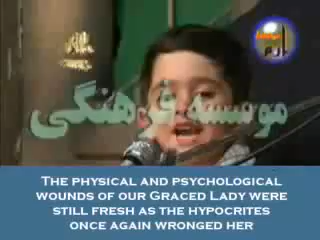 موسسه فرهنگی
The physical and psychological
wounds of our Graced Lady were
still fresh as the hypocrites
once again wronged her